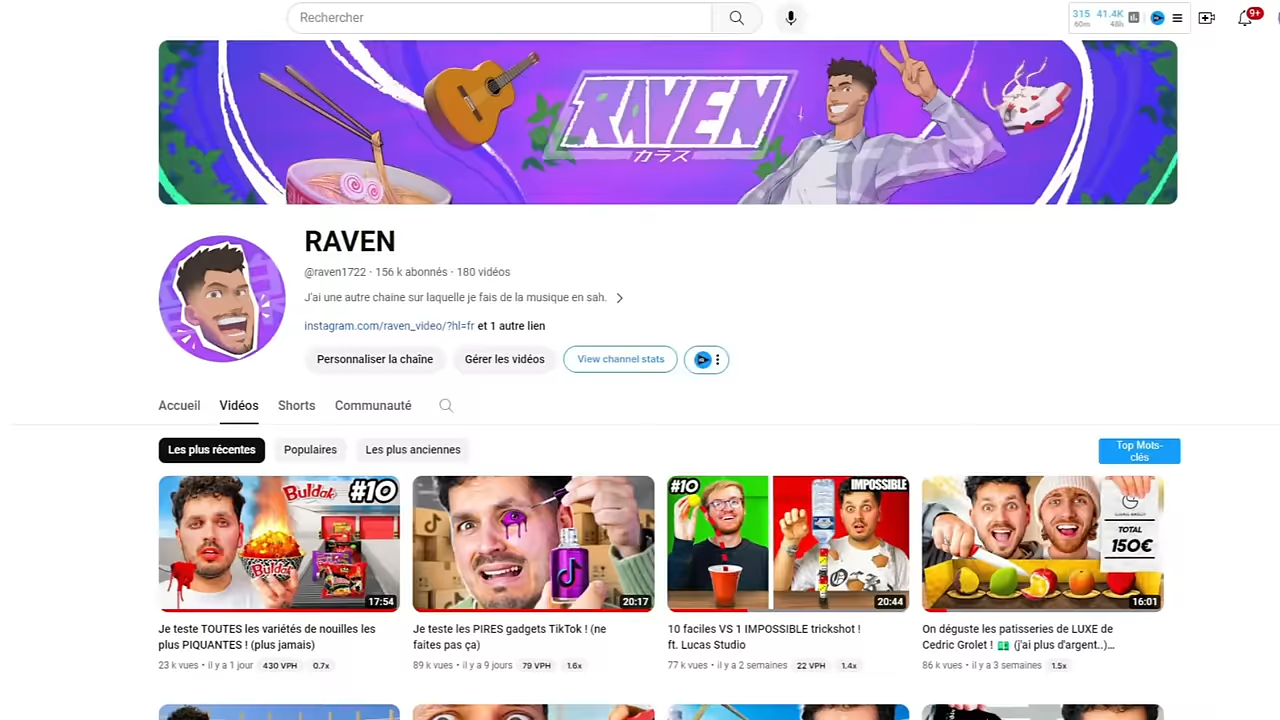 Rechercher
315 41.4K
60m 48h
9+
RAVEN
カラス
RAVEN
@raven1722 · 156 k abonnés · 180 vidéos
J'ai une autre chaine sur laquelle je fais de la musique en sah.
instagram.com/raven_video/?hl=fr et 1 autre lien
Personnaliser la chaîne
Gérer les vidéos
View channel stats
Accueil
Vidéos
Shorts
Communauté
Les plus récentes
Populaires
Les plus anciennes
Top Mots-
clés
Buldak
#10
Buldak
17:54
20:17
#10
IMPOSSIBLE
20:44
TOTAL
150€
16:01
Je teste TOUTES les variétés de nouilles les
plus PIQUANTES ! (plus jamais)
23 k vues · il y a 1 jour 430 VPH 0.7x
Je teste les PIRES gadgets TikTok ! (ne
faites pas ça)
89 k vues · il y a 9 jours 79 VPH 1.6x
10 faciles VS 1 IMPOSSIBLE trickshot !
ft. Lucas Studio
77 k vues · il y a 2 semaines 22 VPH 1.4x
On déguste les patisseries de LUXE de
Cedric Grolet ! 💵 (j'ai plus d'argent..)...
86 k vues · il y a 3 semaines 1.5x